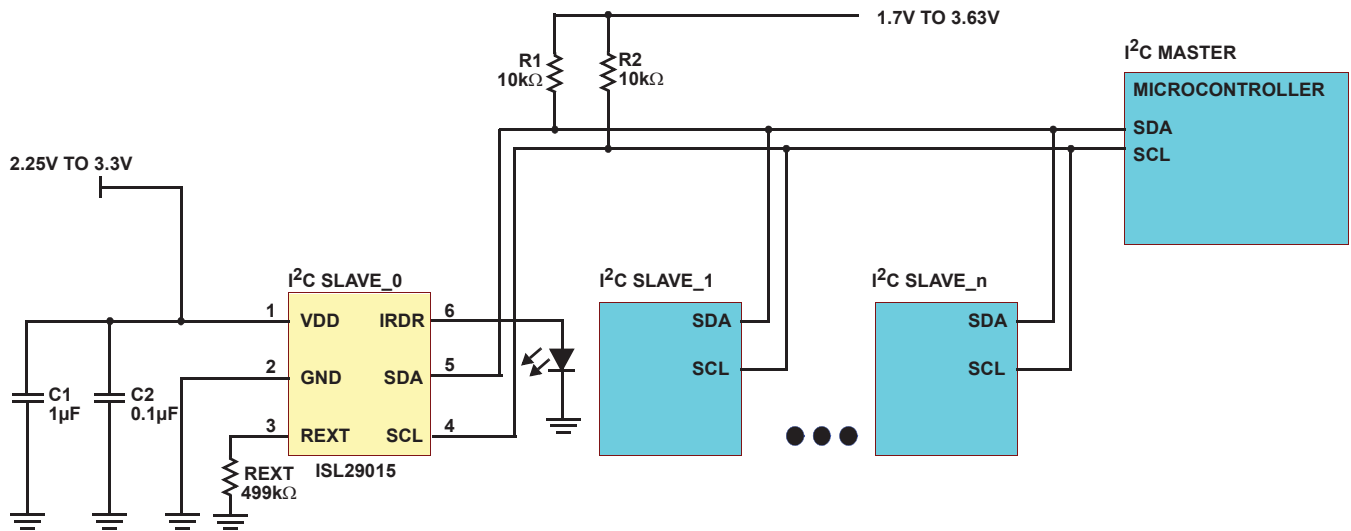 1.7V TO 3.63V
R1
10kΩ
R2
10kΩ
I²C MASTER
MICROCONTROLLER
SDA
SCL
2.25V TO 3.3V
I²C SLAVE_0
1
VDD
IRDR
6
2
GND
SDA
5
3
REXT
SCL
4
ISL29015
C1
1µF
C2
0.1µF
REXT
499kΩ
I²C SLAVE_1
SDA
SCL
I²C SLAVE_n
SDA
SCL